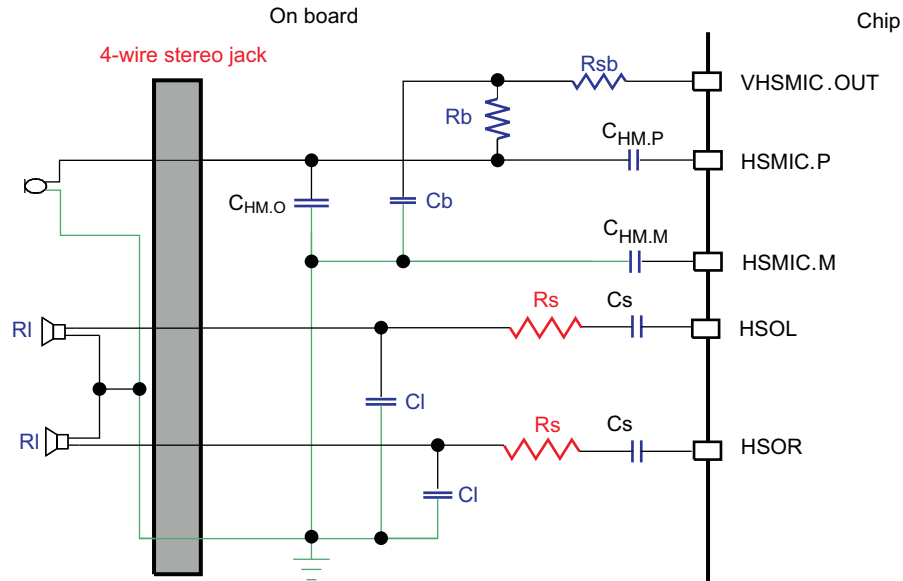 On board
Chip
4-wire stereo jack
Rsb
VHSMIC.OUT
Rb
CHM.P
HSMIC.P
CHM.O
Cb
CHM.M
HSMIC.M
Rs
Cs
HSOL
Rl
Cl
Rs
Cs
HSOR
Rl
Cl